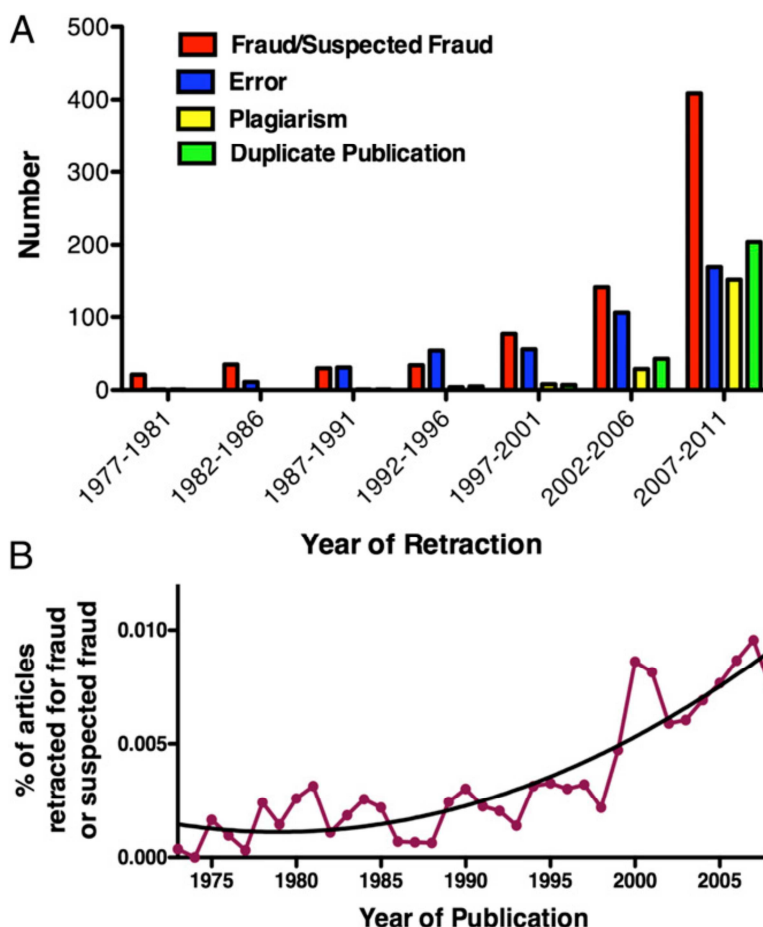 A
500
400
300
200
100
0
Number
Fraud/Suspected Fraud
Error
Plagiarism
Duplicate Publication
1977-1981
1982-1986
1987-1991
1992-1996
1997-2001
2002-2006
2007-2011
Year of Retraction
B
% of articles
retracted for fraud
or suspected fraud
0.010
0.005
0.000
1975
1980
1985
1990
1995
2000
2005
Year of Publication